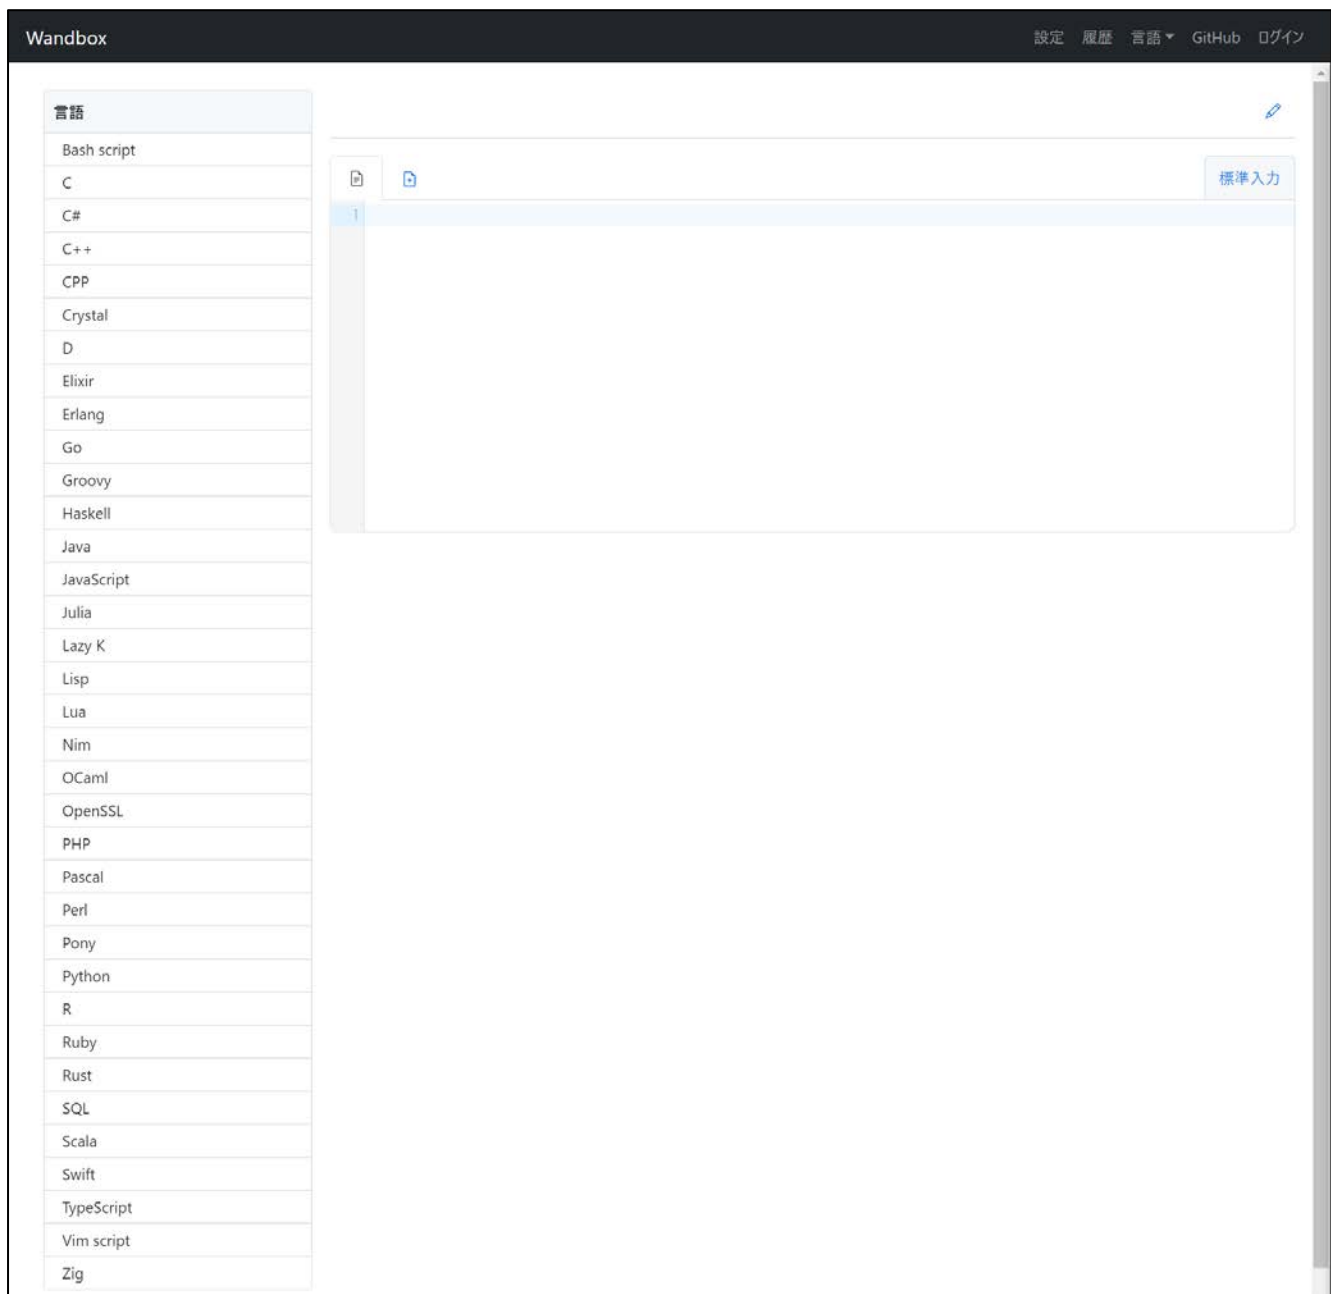 Wandbox 設定 履歴 言語 GitHub ログイン
言語
Bash script
C
C#
C++
CPP
Crystal
D
Elixir
Erlang
Go
Groovy
Haskell
Java
JavaScript
Julia
Lazy K
Lisp
Lua
Nim
OCaml
OpenSSL
PHP
Pascal
Perl
Pony
Python
R
Ruby
Rust
SQL
Scala
Swift
TypeScript
Vim script
Zig
標準入力
1